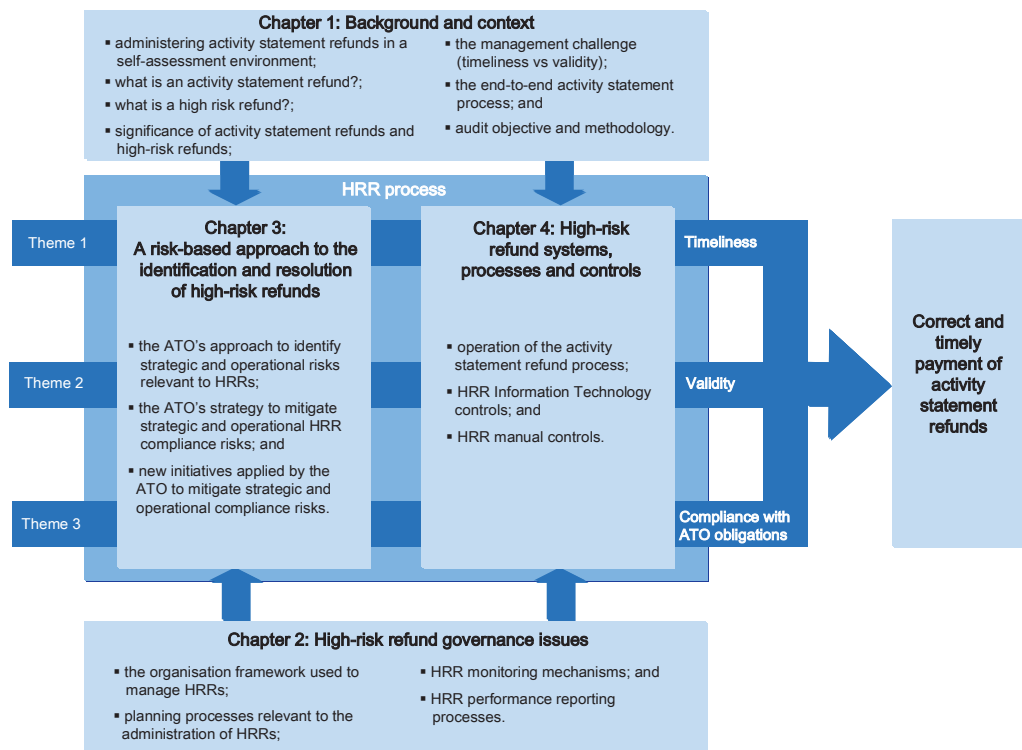 Chapter 1: Background and context
▪ administering activity statement refunds in a
self-assessment environment;
▪ what is an activity statement refund?;
▪ what is a high risk refund?;
▪ significance of activity statement refunds and
high-risk refunds;
▪ the management challenge
(timeliness vs validity);
▪ the end-to-end activity statement
process; and
▪ audit objective and methodology.
HRR process
Theme 1
Theme 2
Theme 3
Chapter 3:
A risk-based approach to the
identification and resolution
of high-risk refunds
▪ the ATO's approach to identify
strategic and operational risks
relevant to HRRs;
▪ the ATO's strategy to mitigate
strategic and operational HRR
compliance risks; and
▪ new initiatives applied by the
ATO to mitigate strategic and
operational compliance risks.
Chapter 4: High-risk
refund systems,
processes and controls
▪ operation of the activity
statement refund process;
▪ HRR Information Technology
controls; and
▪ HRR manual controls.
Timeliness
Validity
Compliance with
ATO obligations
Correct and
timely
payment of
activity
statement
refunds
Chapter 2: High-risk refund governance issues
▪ the organisation framework used to
manage HRRs;
▪ planning processes relevant to the
administration of HRRs;
▪ HRR monitoring mechanisms; and
▪ HRR performance reporting
processes.